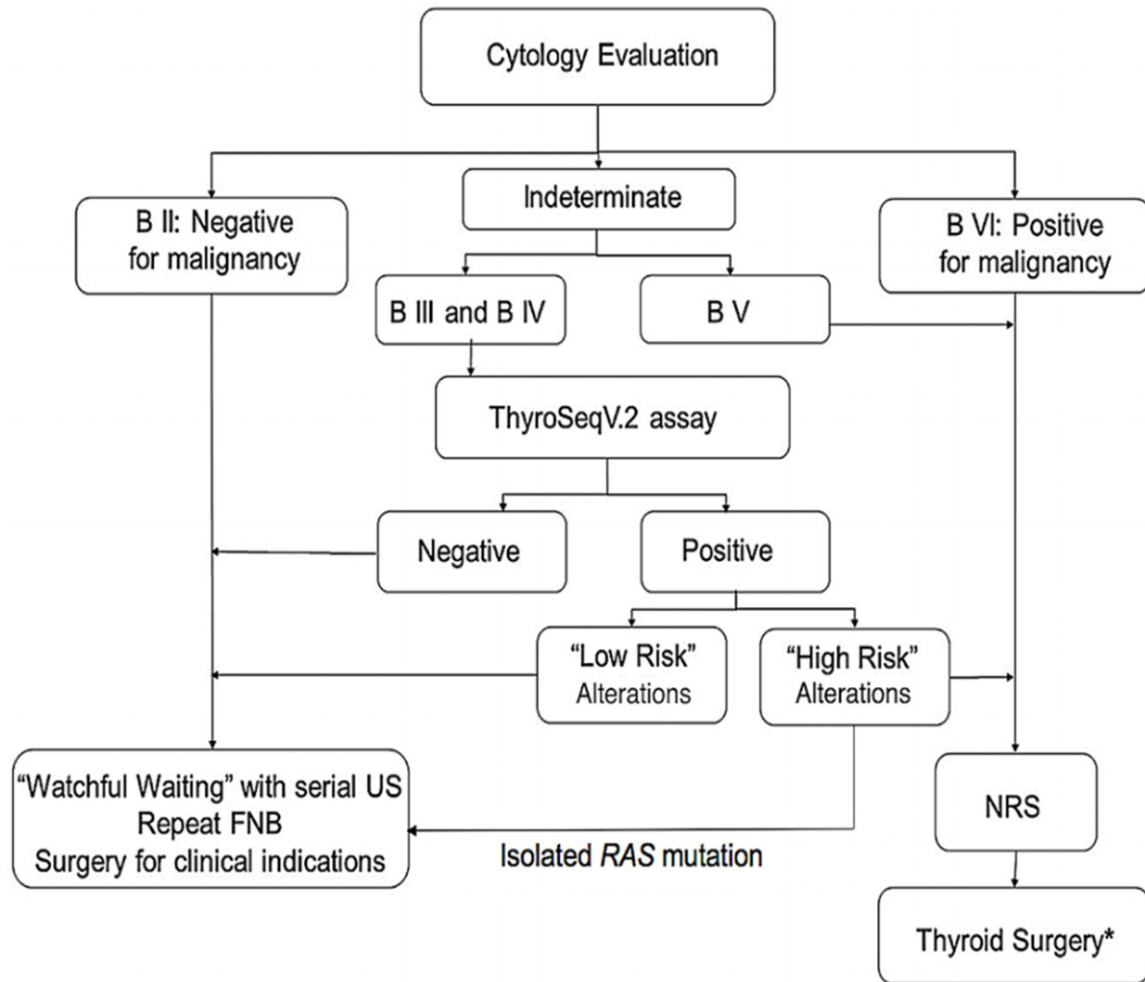 Cytology Evaluation
Indeterminate
B II: Negative
for malignancy
B VI: Positive
for malignancy
B III and B IV
B V
ThyroSeqV.2 assay
Negative
Positive
“Low Risk”
Alterations
“High Risk”
Alterations
“Watchful Waiting” with serial US
Repeat FNB
Surgery for clinical indications
Isolated RAS mutation
NRS
Thyroid Surgery*